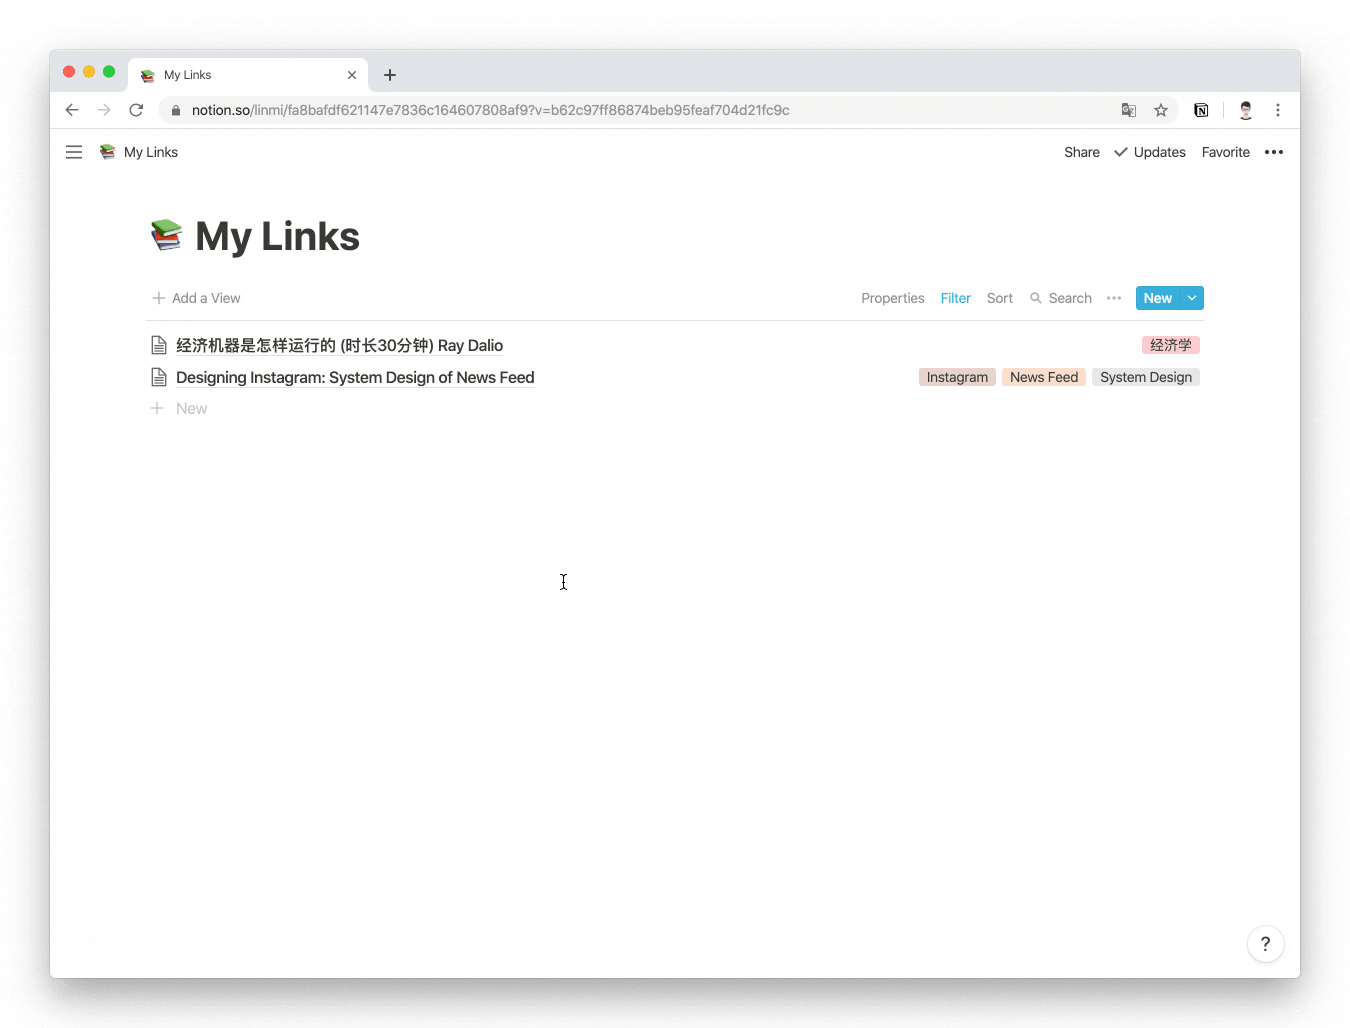 My Links
notion.so/linmi/fa8bafdf621147e7836c164607808af9?v=b62c97ff86874beb95feaf704d21fc9c
My Links Share Updates Favorite
My Links
Add a View Properties Filter Sort Search New
经济机器是怎样运行的 (时长30分钟) Ray Dalio 经济学
Designing Instagram: System Design of News Feed Instagram News Feed System Design
New
?